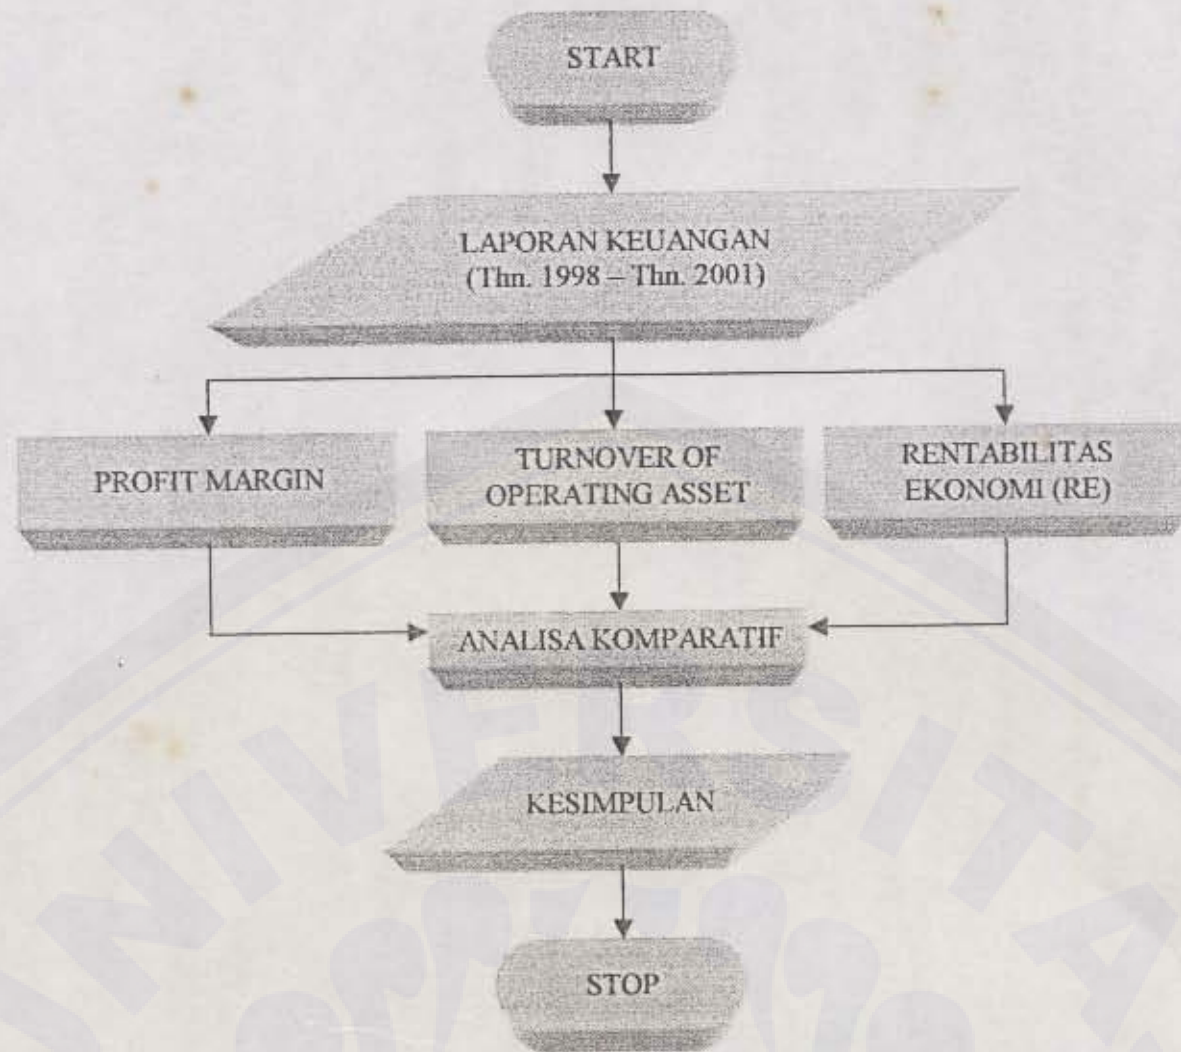 START
LAPORAN KEUANGAN
(Thn. 1998 – Thn. 2001)
PROFIT MARGIN
TURNOVER OF
OPERATING ASSET
RENTABILITAS
EKONOMI (RE)
ANALISA KOMPARATIF
KESIMPULAN
STOP
UNIVERSITA